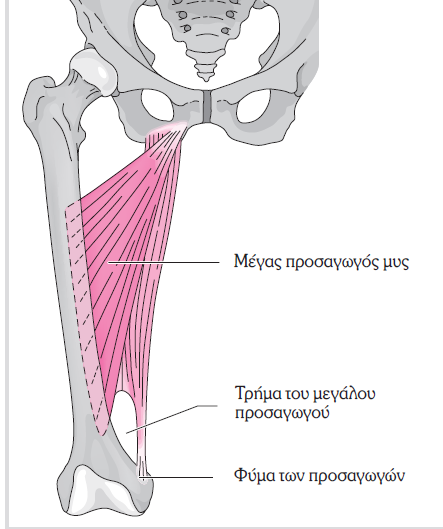 Μέγας προσαγωγός μυς
Τρήμα του μεγάλου
προσαγωγού
Φύμα των προσαγωγών